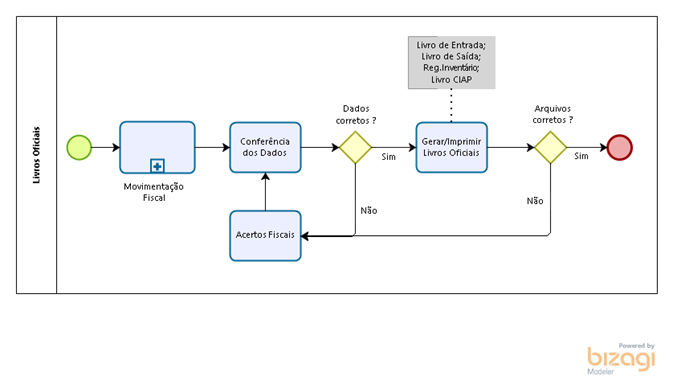 Livros Oficiais
Livro de Entrada;
Livro de Saída;
Reg.Inventário;
Livro CIAP
Dados
corretos ?
Arquivos
corretos ?
Conferência
dos Dados
Gerar/Imprimir
Livros Oficiais
Sim
Sim
Movimentação
Fiscal
Não
Não
Acertos Fiscais
Powered by
bizagi
Modeler